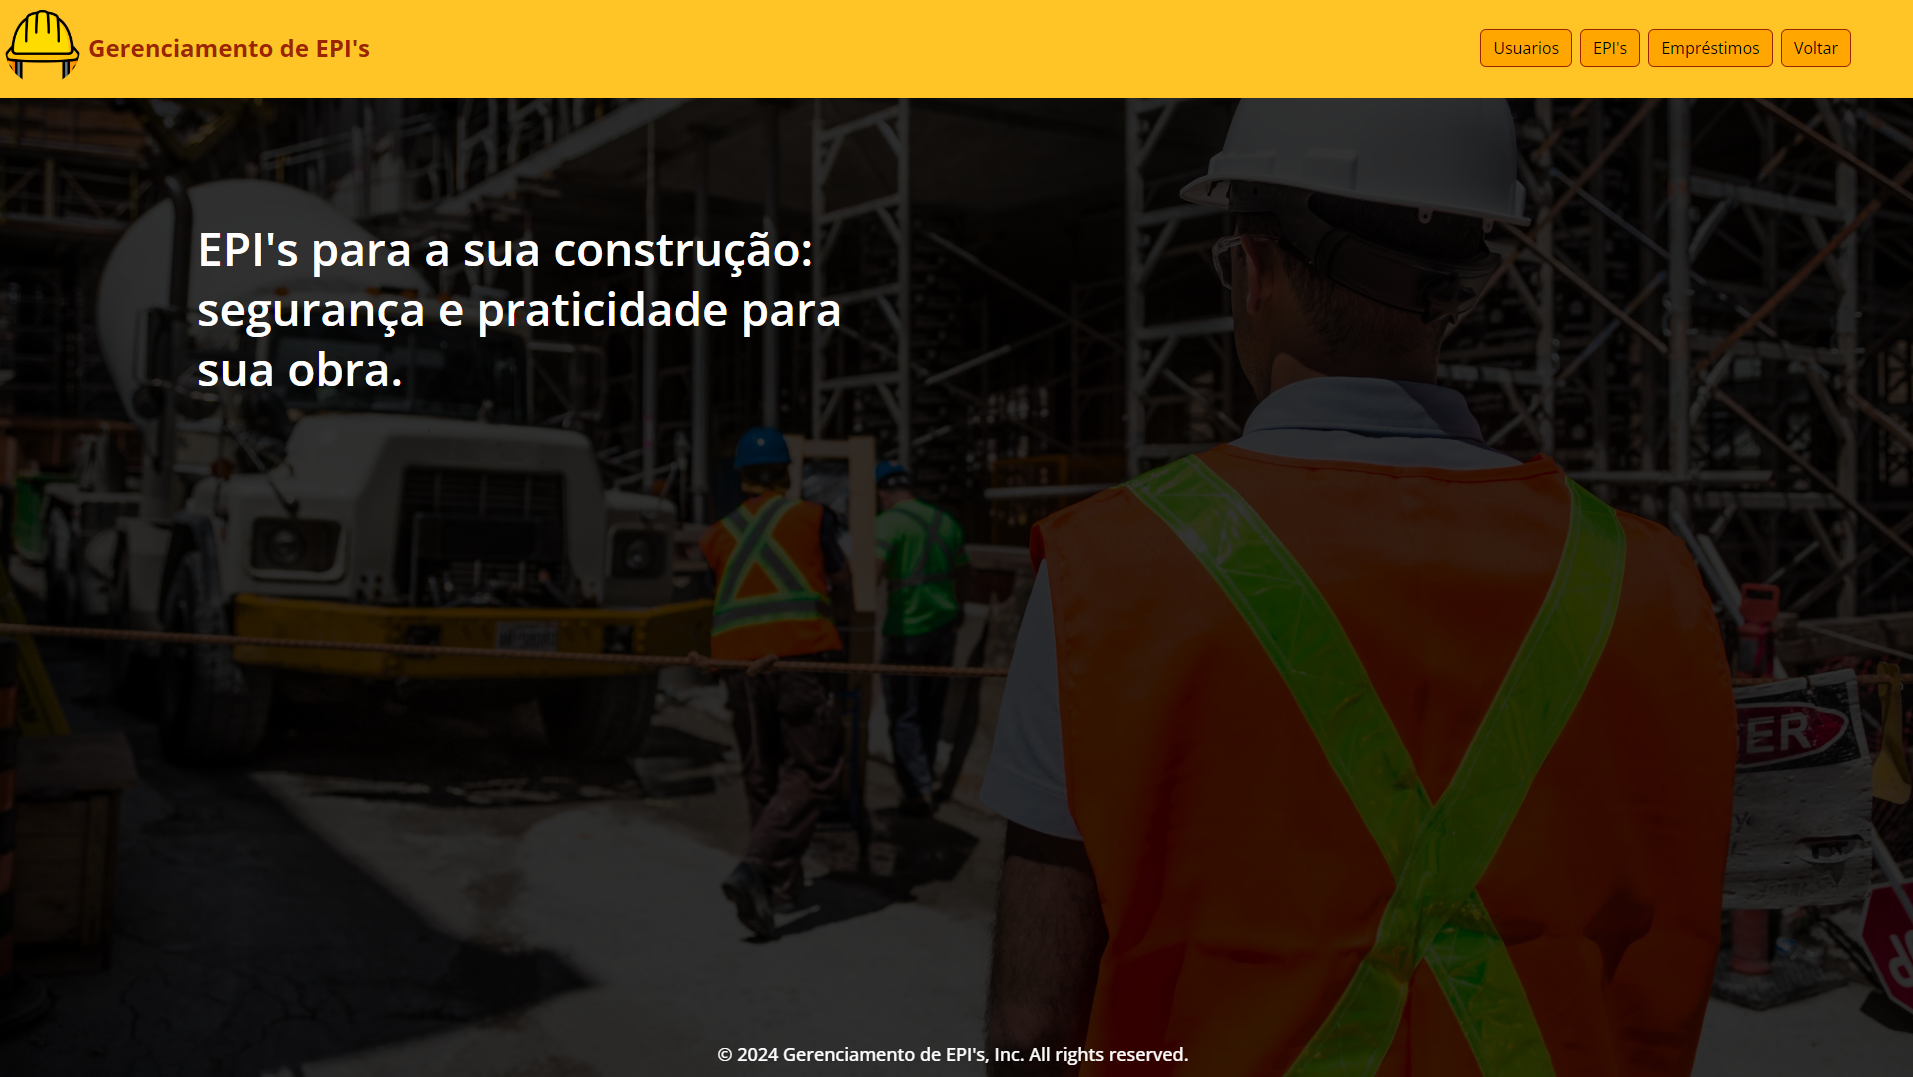 Gerenciamento de EPI's
Usuarios
EPI's
Empréstimos
Voltar
EPI's para a sua construção:
segurança e praticidade para
sua obra.
ER
© 2024 Gerenciamento de EPI's, Inc. All rights reserved.